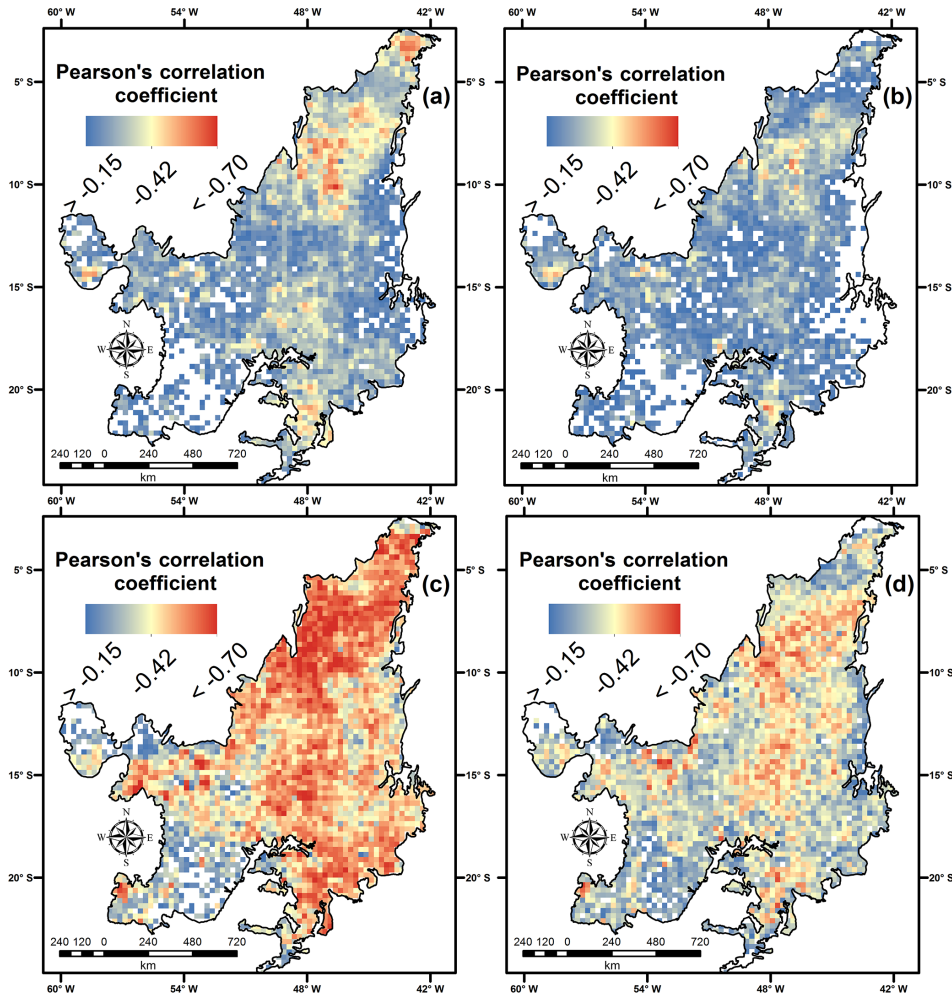 60° W 54° W 48° W 42° W 60° W 54° W 48° W 42° W
Pearson's correlation
coefficient
(a)
> -0.15 -0.42 < -0.70
Pearson's correlation
coefficient
(b)
> -0.15 -0.42 < -0.70
5° S 5° S
10° S 10° S
15° S 15° S
20° S 20° S
N
W E
S
N
W E
S
240 120 0 240 480 720
km
240 120 0 240 480 720
km
60° W 54° W 48° W 42° W 60° W 54° W 48° W 42° W
Pearson's correlation
coefficient
(c)
> -0.15 -0.42 < -0.70
Pearson's correlation
coefficient
(d)
> -0.15 -0.42 < -0.70
5° S 5° S
10° S 10° S
15° S 15° S
20° S 20° S
N
W E
S
N
W E
S
240 120 0 240 480 720
km
240 120 0 240 480 720
km
60° W 54° W 48° W 42° W 60° W 54° W 48° W 42° W